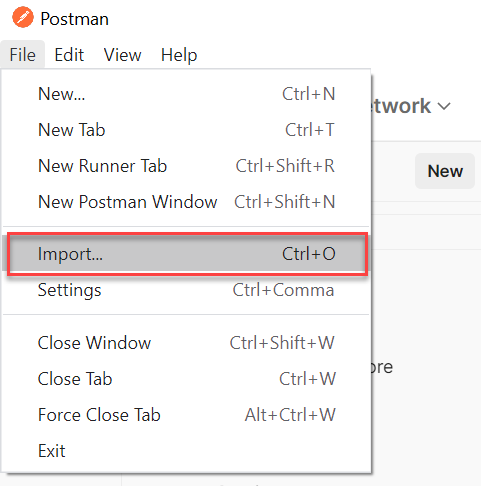 Postman
File Edit View Help
New... Ctrl+N
New Tab Ctrl+T
New Runner Tab Ctrl+Shift+R
New Postman Window Ctrl+Shift+N
Import... Ctrl+O
Settings Ctrl+Comma
Close Window Ctrl+Shift+W
Close Tab Ctrl+W
Force Close Tab Alt+Ctrl+W
Exit
etwork
New
ore